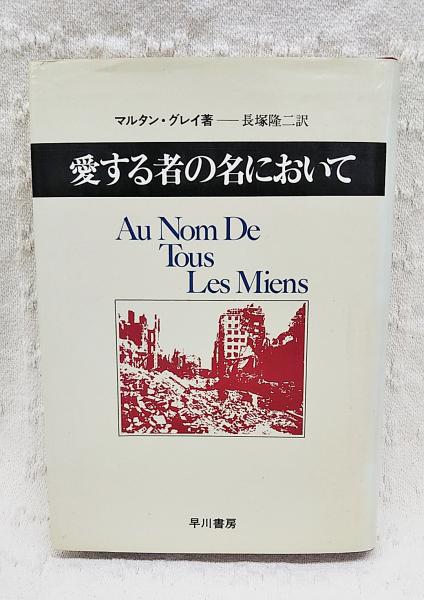 マルタン・グレイ著──長塚隆二訳
愛する者の名において
Au Nom De
Tous
Les Miens
早川書房